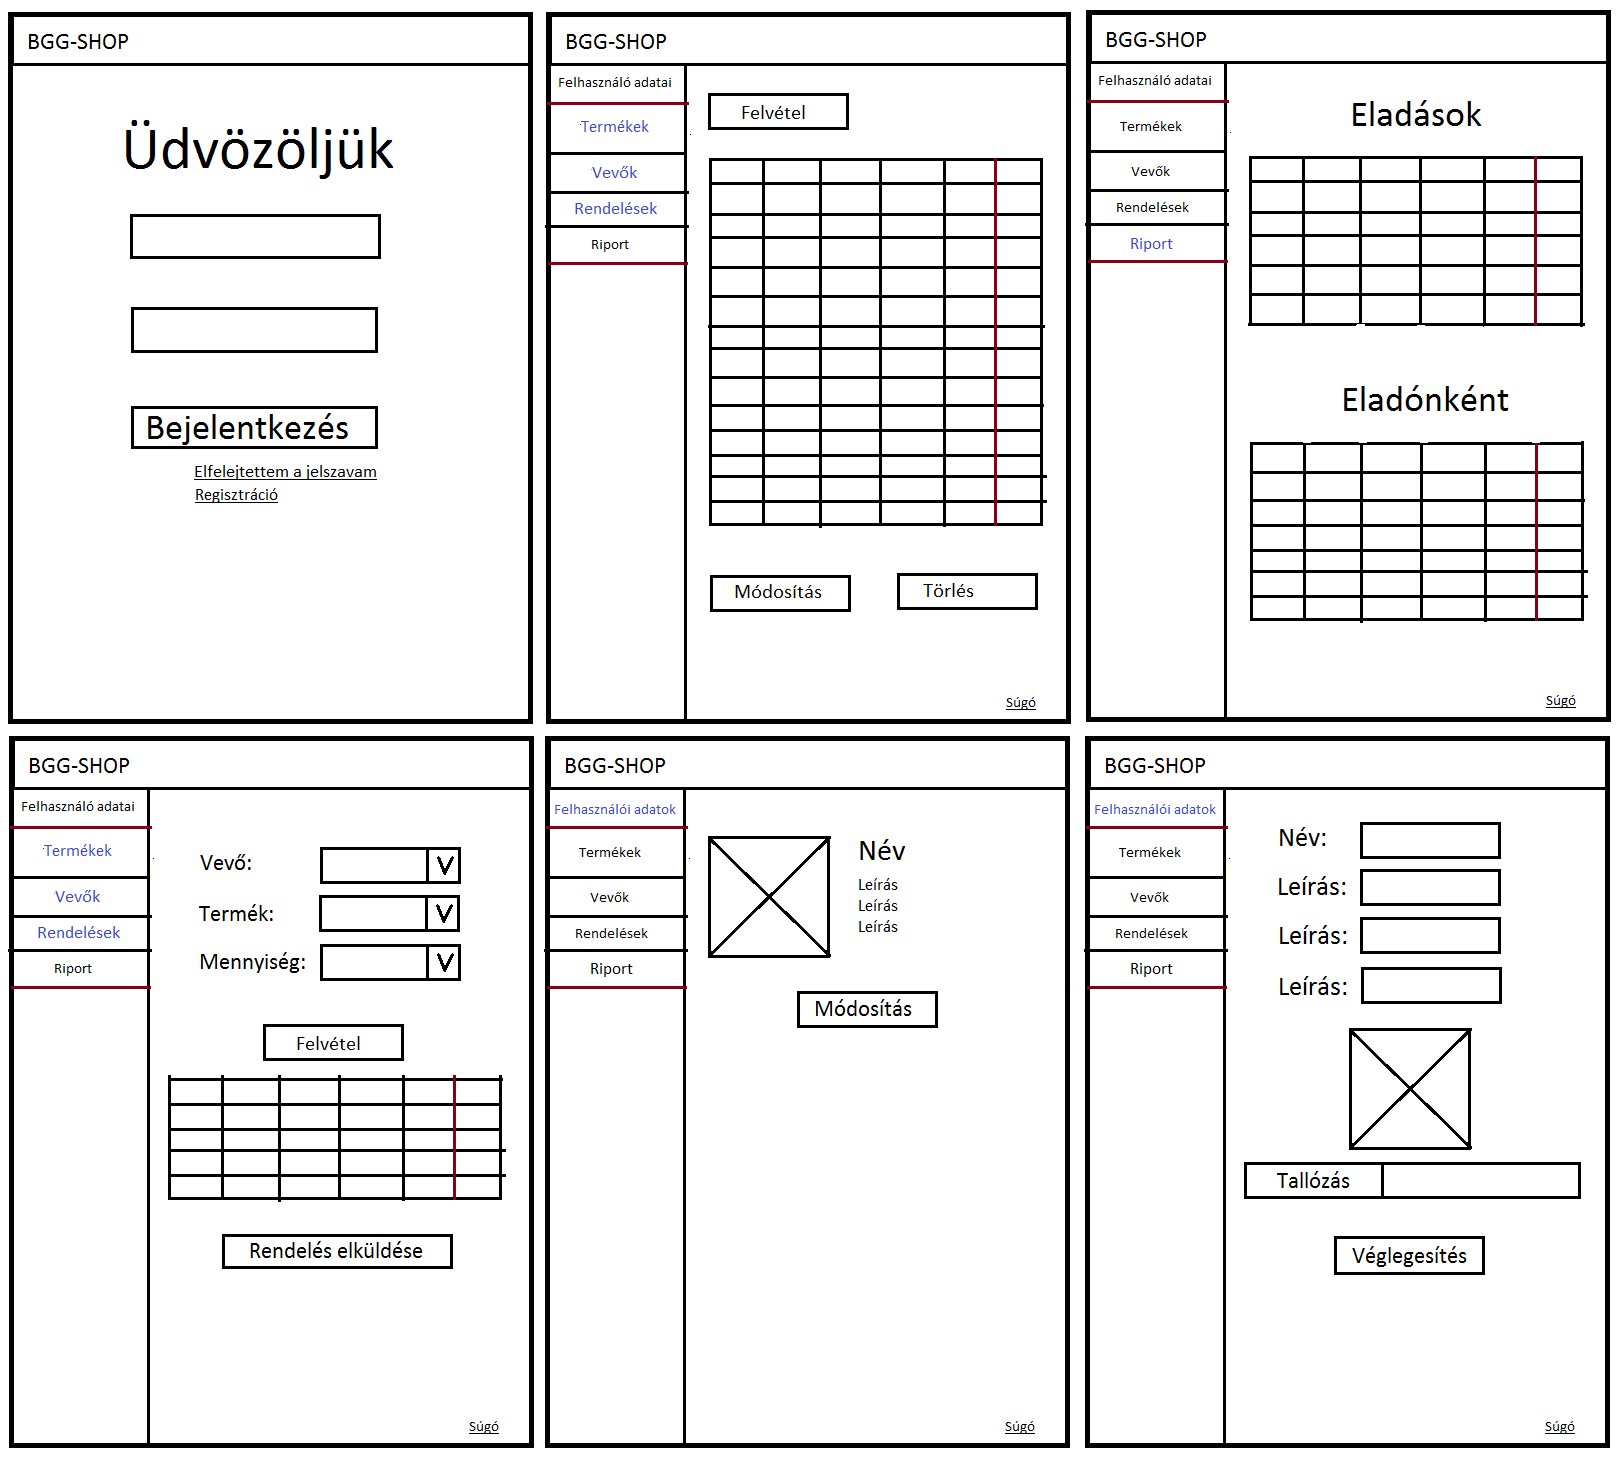 BGG-SHOP
Üdvözöljük
Bejelentkezés
Elfelejtettem a jelszavam
Regisztráció
BGG-SHOP
Felhasználó adatai
Termékek
Vevők
Rendelések
Riport
Felvétel
Módosítás
Törlés
Súgó
BGG-SHOP
Felhasználó adatai
Termékek
Vevők
Rendelések
Riport
Eladások
Eladónként
Súgó
BGG-SHOP
Felhasználó adatai
Termékek
Vevők
Rendelések
Riport
Vevő:
V
Termék:
V
Mennyiség:
V
Felvétel
Rendelés elküldése
Súgó
BGG-SHOP
Felhasználói adatok
Termékek
Vevők
Rendelések
Riport
Név
Leírás
Leírás
Leírás
Módosítás
Súgó
BGG-SHOP
Felhasználói adatok
Termékek
Vevők
Rendelések
Riport
Név:
Leírás:
Leírás:
Leírás:
Tallózás
Véglegesítés
Súgó